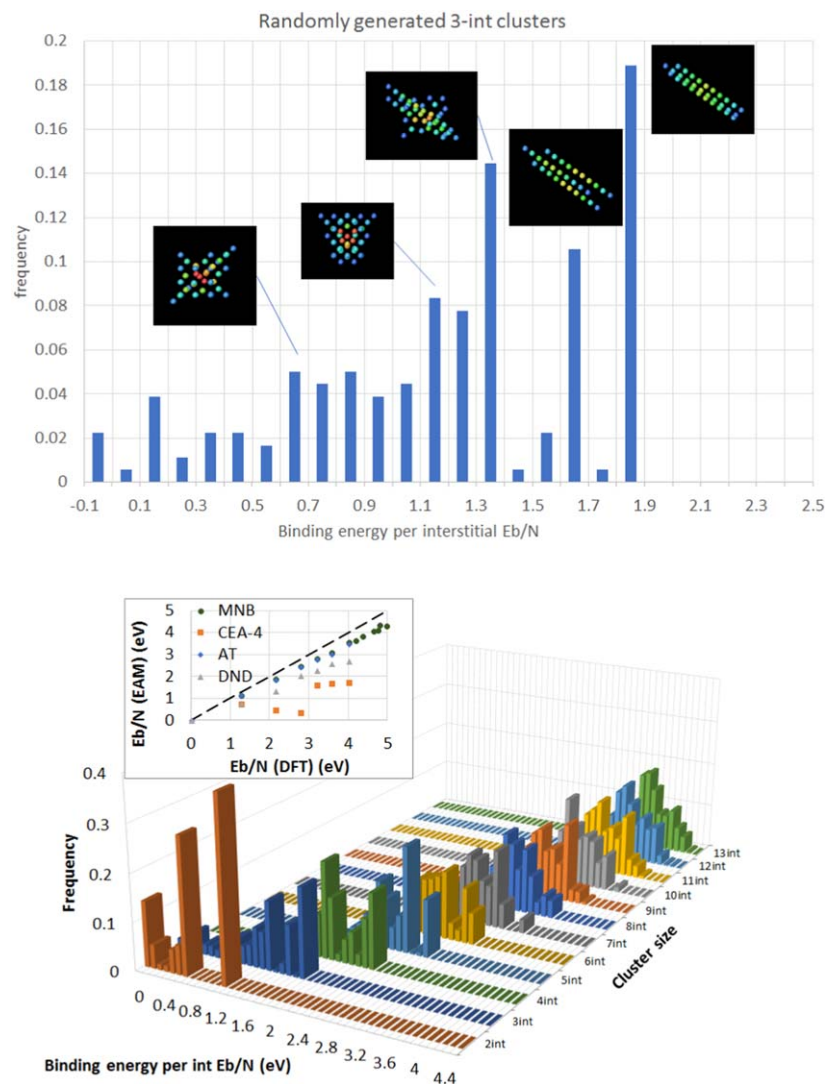 Randomly generated 3-int clusters
0.2
0.18
0.16
0.14
0.12
0.1
0.08
0.06
0.04
0.02
0
frequency
-0.1 0.1 0.3 0.5 0.7 0.9 1.1 1.3 1.5 1.7 1.9 2.1 2.3 2.5
Binding energy per interstitial Eb/N
5
4
3
2
1
0
Eb/N (EAM) (eV)
MNB
CEA-4
AT
DND
0 1 2 3 4 5
Eb/N (DFT) (eV)
0.4
0.3
0.2
0.1
0
Frequency
0 0.4 0.8 1.2 1.6 2 2.4 2.8 3.2 3.6 4 4.4
Binding energy per int Eb/N (eV)
13int
12int
11int
10int
9int
8int
7int
6int
5int
4int
3int
2int
Cluster size